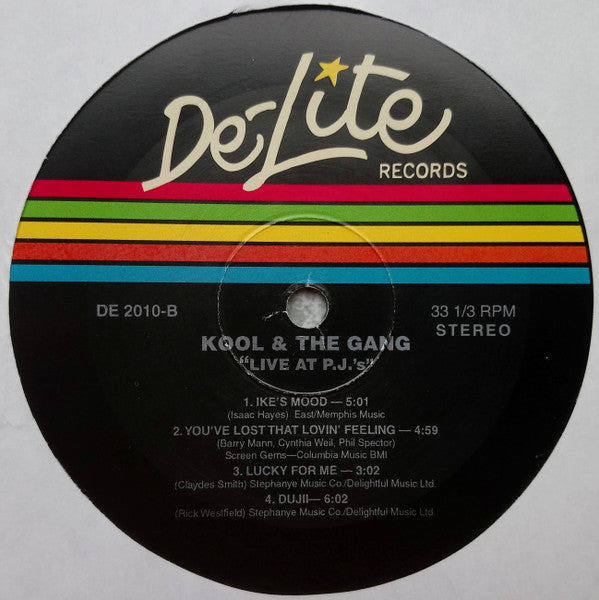 De-Lite
RECORDS
DE 2010-B
33 1/3 RPM
STEREO
KOOL & THE GANG
“LIVE AT P.J.'s”
1. IKE'S MOOD — 5:01
(Isaac Hayes) East/Memphis Music
2. YOU'VE LOST THAT LOVIN' FEELING — 4:59
(Barry Mann, Cynthia Weil, Phil Spector)
Screen Gems—Columbia Music BMI
3. LUCKY FOR ME — 3:02
(Claydes Smith) Stephanye Music Co./Delightful Music Ltd.
4. DUJII— 6:02
(Rick Westfield) Stephanye Music Co./Delightful Music Ltd.